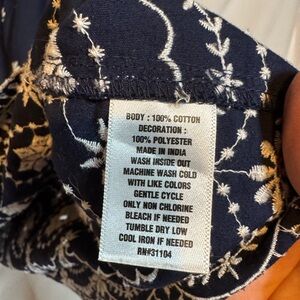 BODY : 100% COTTON
DECORATION :
100% POLYESTER
MADE IN INDIA
WASH INSIDE OUT
MACHINE WASH COLD
WITH LIKE COLORS
GENTLE CYCLE
ONLY NON CHLORINE
BLEACH IF NEEDED
TUMBLE DRY LOW
COOL IRON IF NEEDED
RN#31104